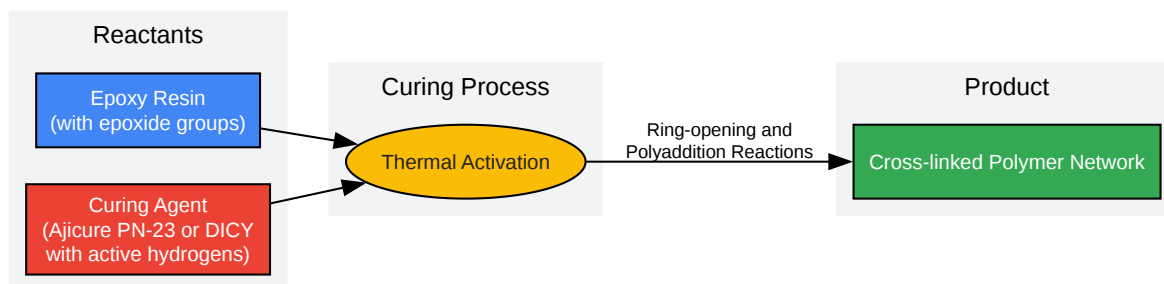 Reactants
Epoxy Resin
(with epoxide groups)
Curing Agent
(Ajicure PN-23 or DICY
with active hydrogens)
Curing Process
Thermal Activation
Ring-opening and
Polyaddition Reactions
Product
Cross-linked Polymer Network